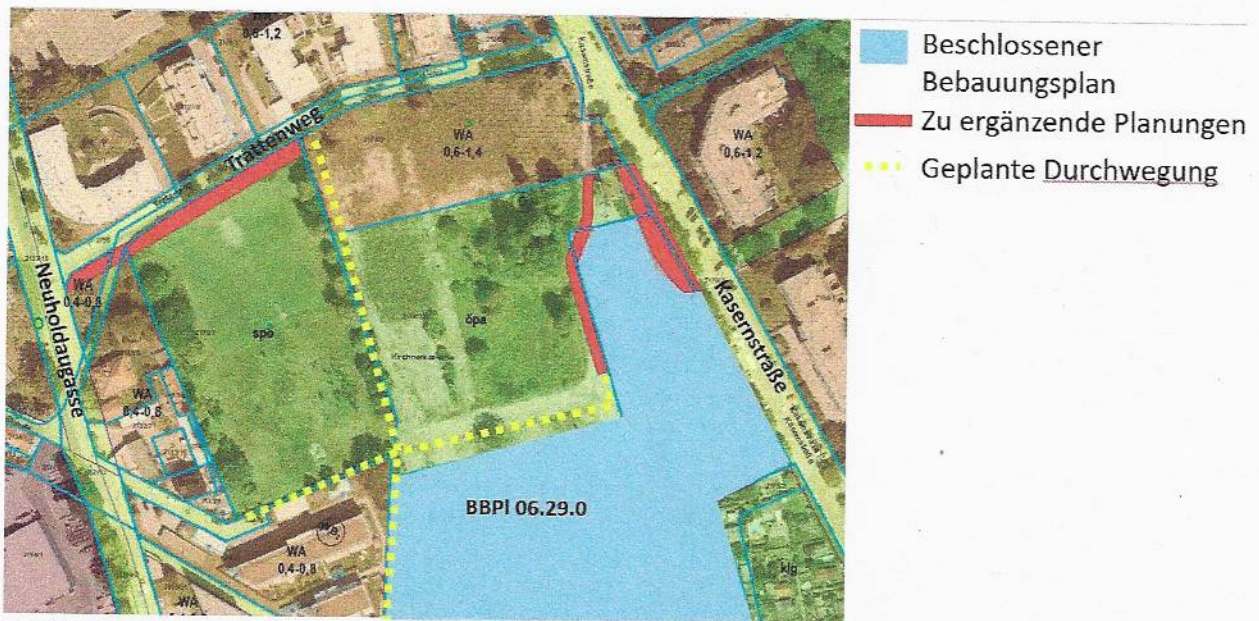 0,6-1,2
Kasernstraße
Beschlossener
Bebauungsplan
Zu ergänzende Planungen
Geplante Durchwegung
Trattenweg
WA
0,6-1,4
WA
0,6-1,2
WA
0,4-0,8
Neuholdaugasse
spo
öpa
Kirchnerkaserne
Kasernstraße
WA
0,4-0,8
BBPl 06.29.0
WA
0,4-0,8
klg
WA